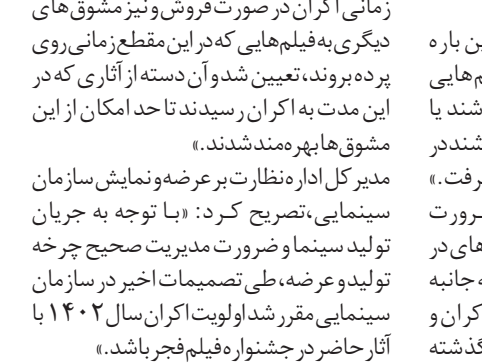 زمانی اکران در صورت فروش و نیز مشوق‌های
دیگری به فیلم‌هایی که در این مقطع زمانی روی
پرده بروند، تعیین شد و آن دسته از آثاری که در
این مدت به اکران رسیدند تا حد امکان از این
مشوق‌ها بهره‌مند شدند.»
مدیر کل اداره نظارت بر عرضه و نمایش سازمان
سینمایی، تصریح کرد: «با توجه به جریان
تولید سینما و ضرورت مدیریت صحیح چرخه
تولید و عرضه، طی تصمیمات اخیر در سازمان
سینمایی مقرر شد اولویت اکران سال ۱۴۰۲ با
آثار حاضر در جشنواره فیلم فجر باشد.»
ین باره
شند یا
رفت.»
رورت
های در
جانبه
کران و
گذشته